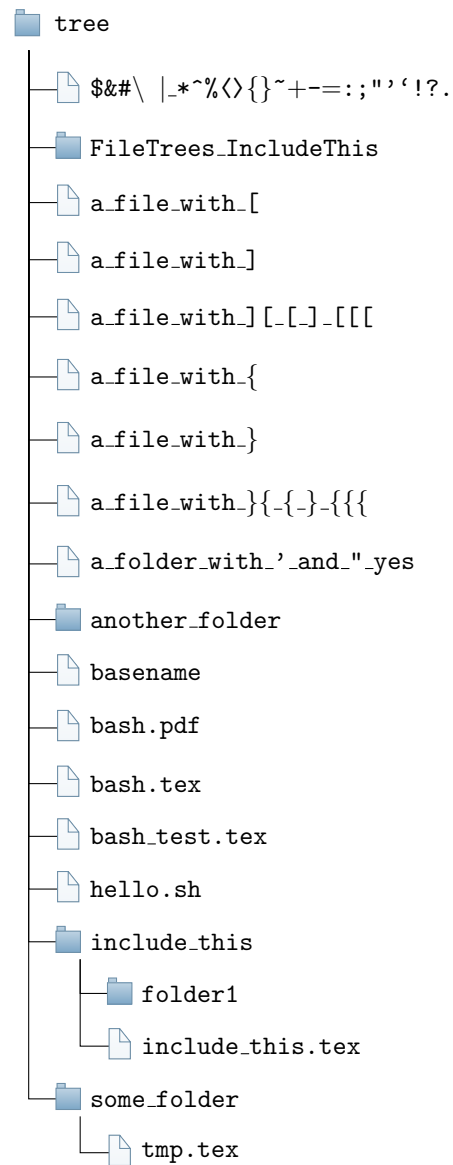 tree
$&#\ |_*^%<>{}~+-=:;"'`!?.
FileTrees_IncludeThis
a_file_with_[
a_file_with_]
a_file_with_][_[_]_[[[
a_file_with_{
a_file_with_}
a_file_with_}{_{_}_{{{
a_folder_with_'_and_"_yes
another_folder
basename
bash.pdf
bash.tex
bash_test.tex
hello.sh
include_this
folder1
include_this.tex
some_folder
tmp.tex